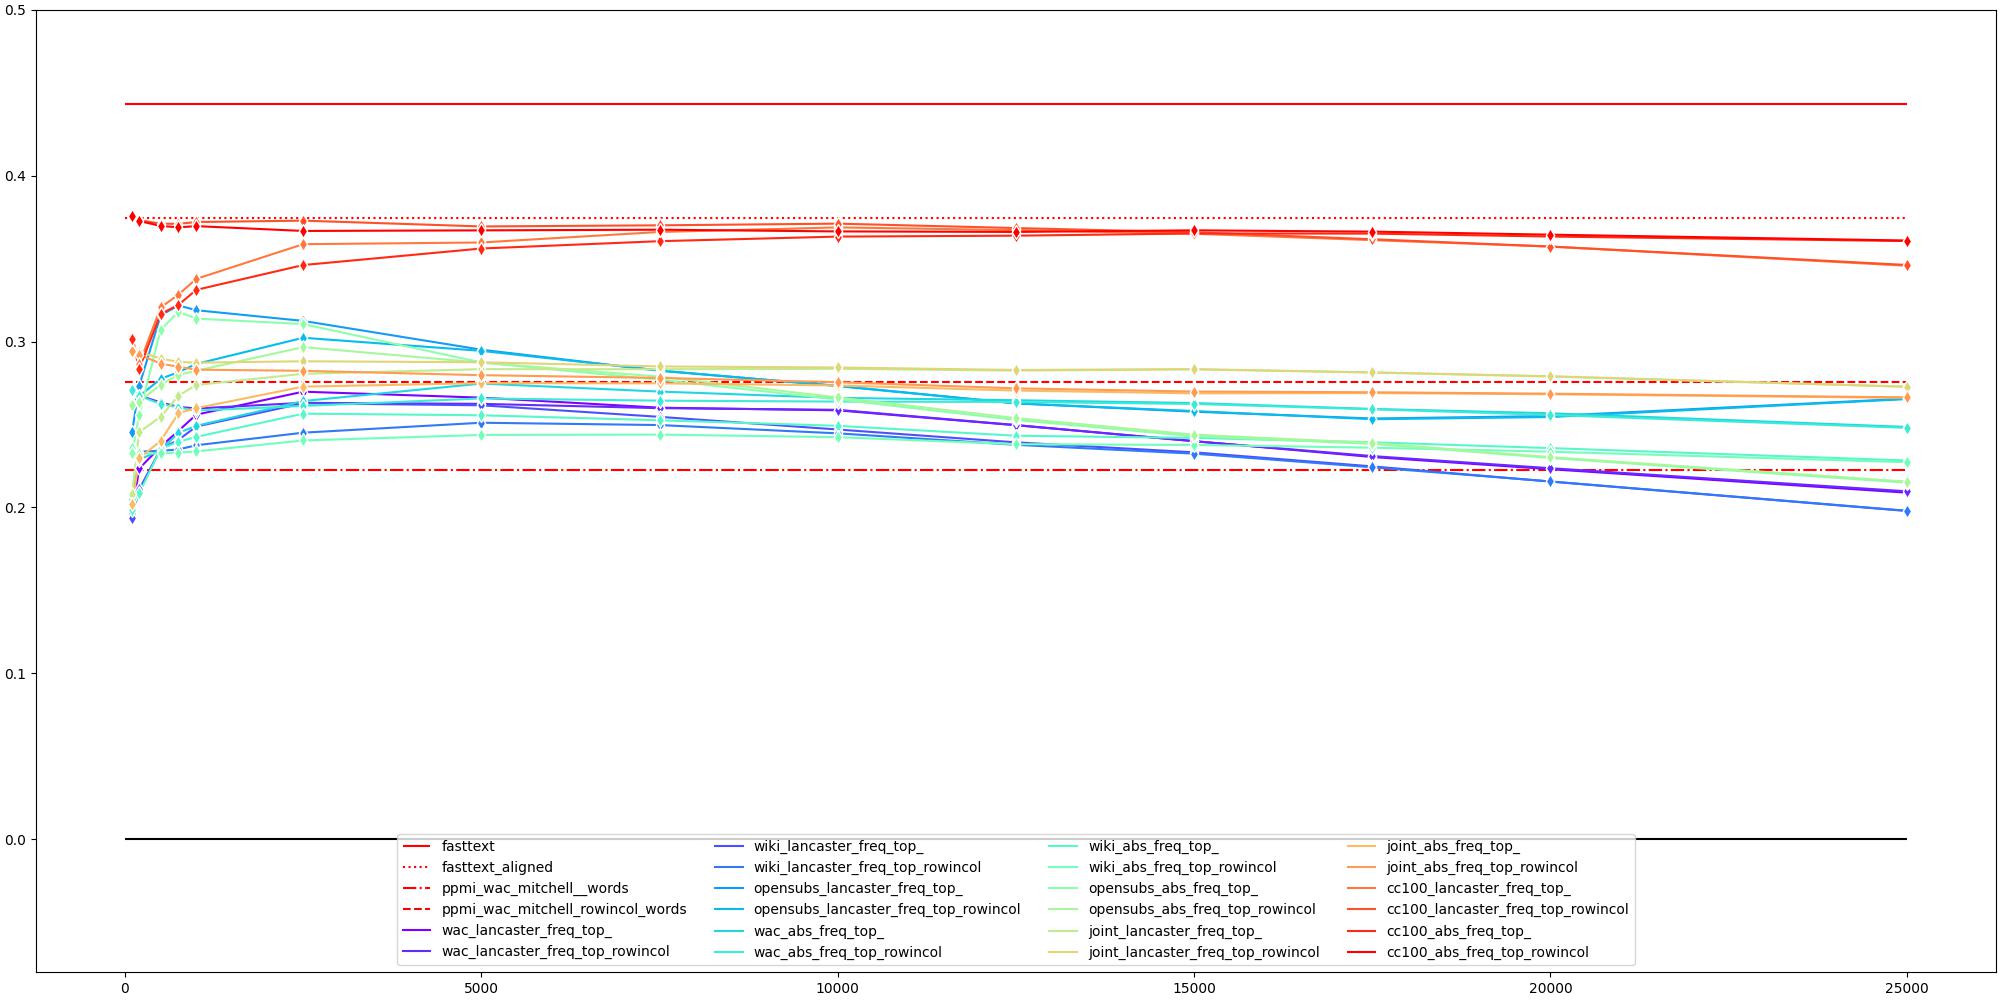 0.5
0.4
0.3
0.2
0.1
0.0
fasttext
fasttext_aligned
ppmi_wac_mitchell__words
ppmi_wac_mitchell_rowincol_words
wac_lancaster_freq_top_
wac_lancaster_freq_top_rowincol
wiki_lancaster_freq_top_
wiki_lancaster_freq_top_rowincol
opensubs_lancaster_freq_top_
opensubs_lancaster_freq_top_rowincol
wac_abs_freq_top_
wac_abs_freq_top_rowincol
wiki_abs_freq_top_
wiki_abs_freq_top_rowincol
opensubs_abs_freq_top_
opensubs_abs_freq_top_rowincol
joint_lancaster_freq_top_
joint_lancaster_freq_top_rowincol
joint_abs_freq_top_
joint_abs_freq_top_rowincol
cc100_lancaster_freq_top_
cc100_lancaster_freq_top_rowincol
cc100_abs_freq_top_
cc100_abs_freq_top_rowincol
0 5000 10000 15000 20000 25000